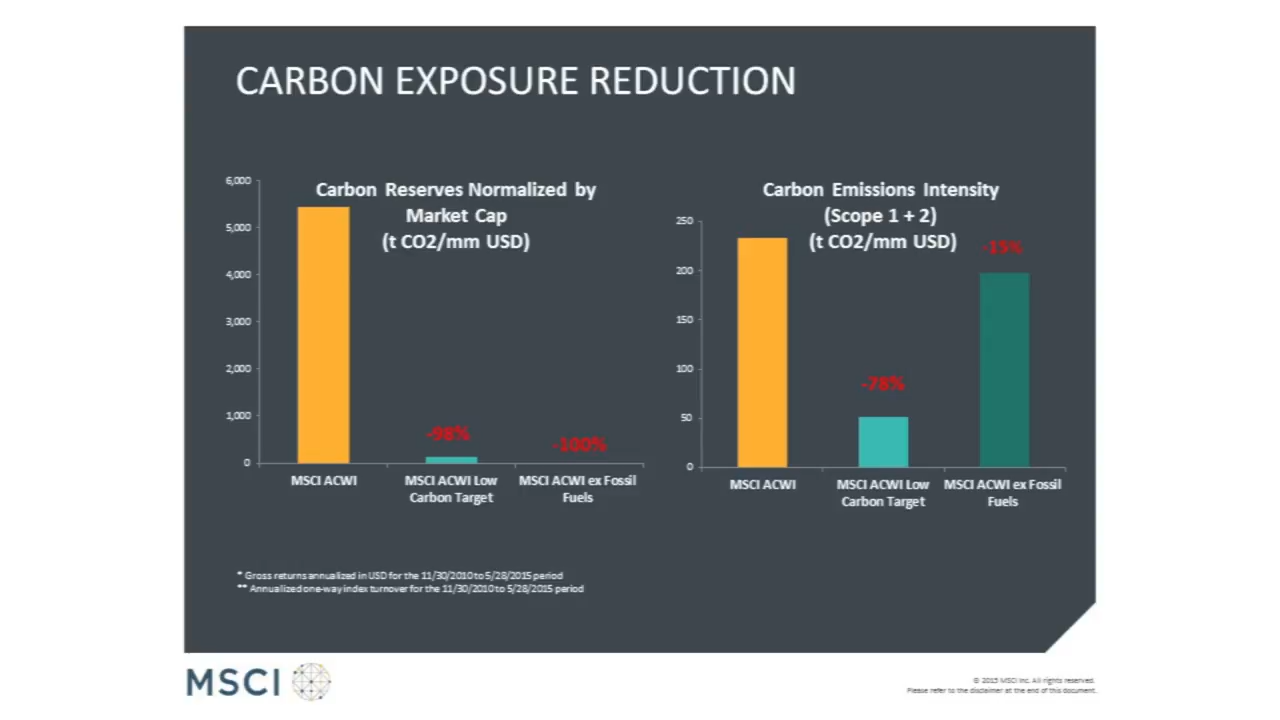 CARBON EXPOSURE REDUCTION
Carbon Reserves Normalized by
Market Cap
(t CO2/mm USD)
6,000
5,000
4,000
3,000
2,000
1,000
0
-98%
-100%
MSCI ACWI
MSCI ACWI Low
Carbon Target
MSCI ACWI ex Fossil
Fuels
Carbon Emissions Intensity
(Scope 1 + 2)
(t CO2/mm USD)
250
200
150
100
50
0
-78%
-15%
MSCI ACWI
MSCI ACWI Low
Carbon Target
MSCI ACWI ex Fossil
Fuels
* Gross returns annualized in USD for the 11/30/2010 to 5/28/2015 period
** Annualized one-way index turnover for the 11/30/2010 to 5/28/2015 period
MSCI
© 2015 MSCI Inc. All rights reserved.
Please refer to the disclaimer at the end of this document.